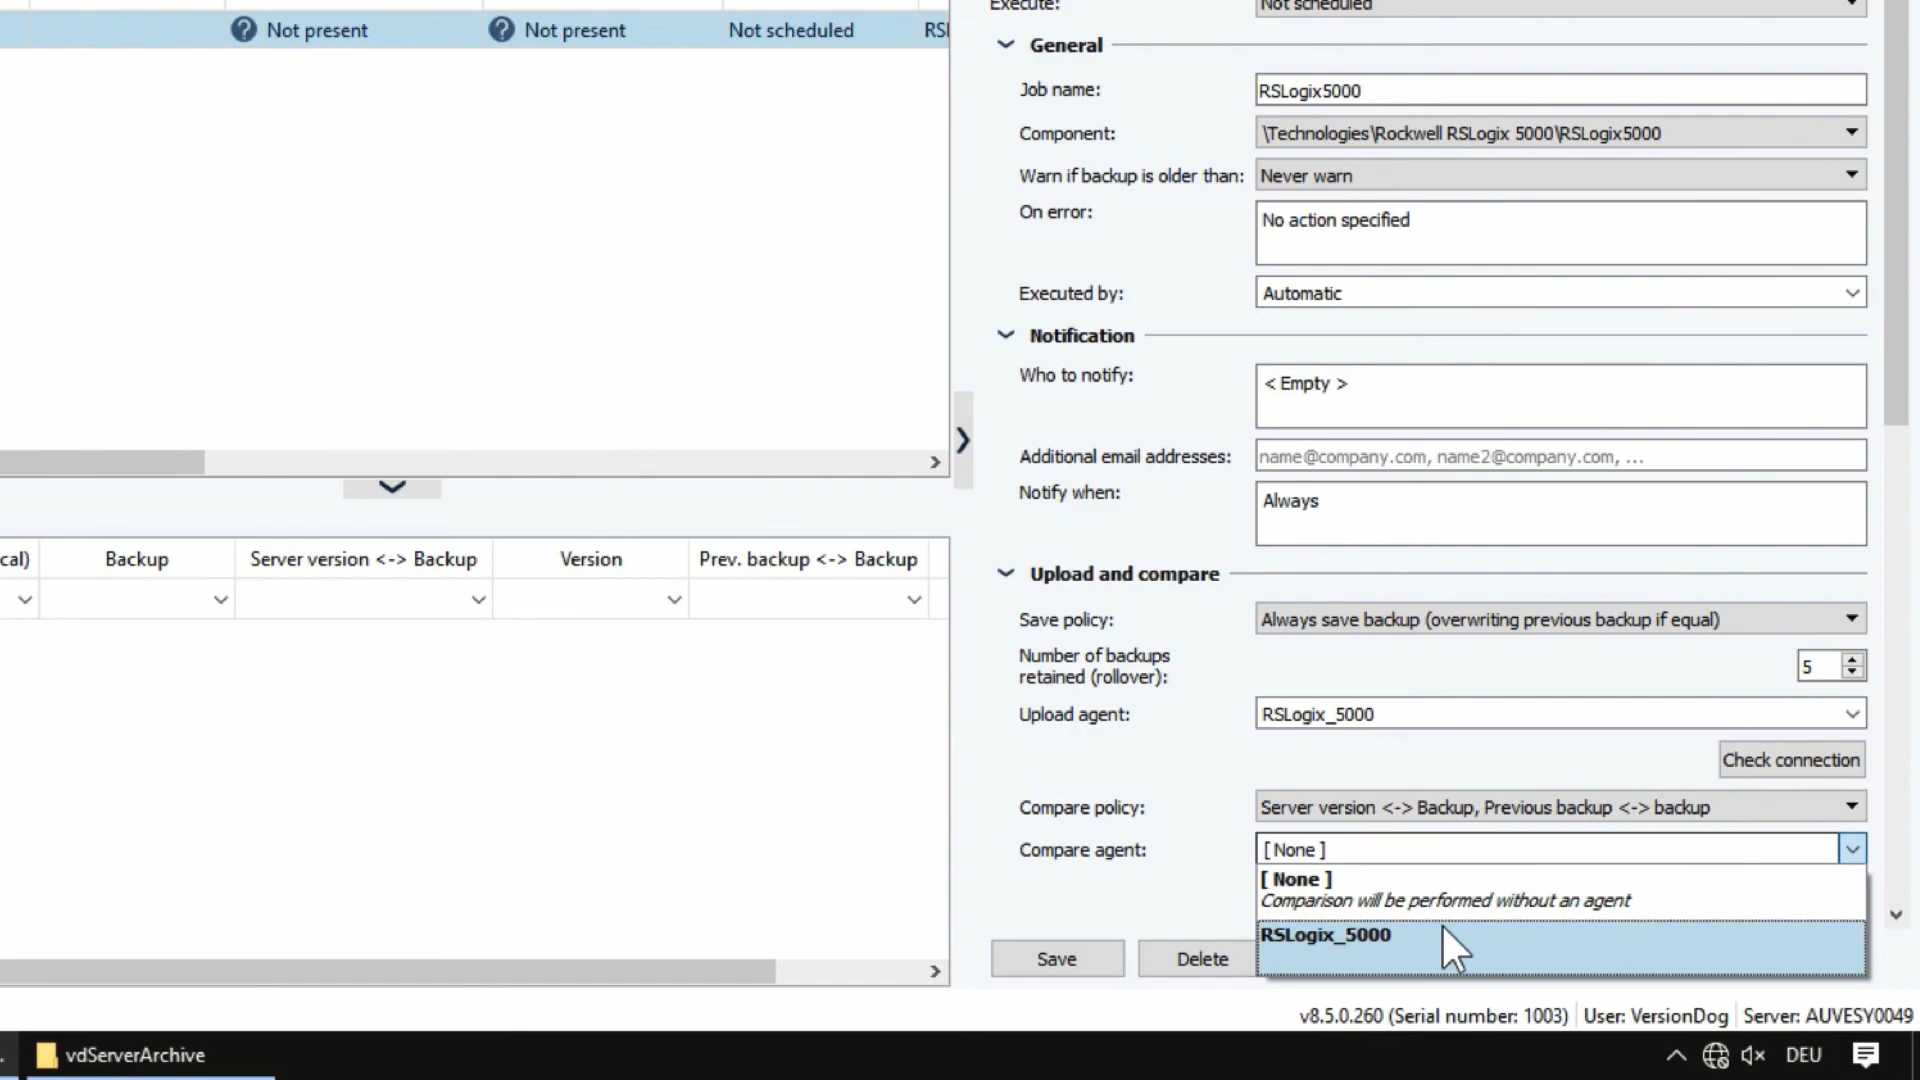 Execute: Not scheduled
Not present Not present Not scheduled RSI
General
Job name: RSLogix5000
Component: \Technologies\Rockwell RSLogix 5000\RSLogix5000
Warn if backup is older than: Never warn
On error: No action specified
Executed by: Automatic
Notification
Who to notify: < Empty >
Additional email addresses: name@company.com, name2@company.com, ...
Notify when: Always
cal) Backup Server version <-> Backup Version Prev. backup <-> Backup
Upload and compare
Save policy: Always save backup (overwriting previous backup if equal)
Number of backups
retained (rollover): 5
Upload agent: RSLogix_5000
Check connection
Compare policy: Server version <-> Backup, Previous backup <-> backup
Compare agent: [ None ]
[ None ]
Comparison will be performed without an agent
RSLogix_5000
Save Delete
v8.5.0.260 (Serial number: 1003) User: VersionDog Server: AUVESY0049
vdServerArchive DEU